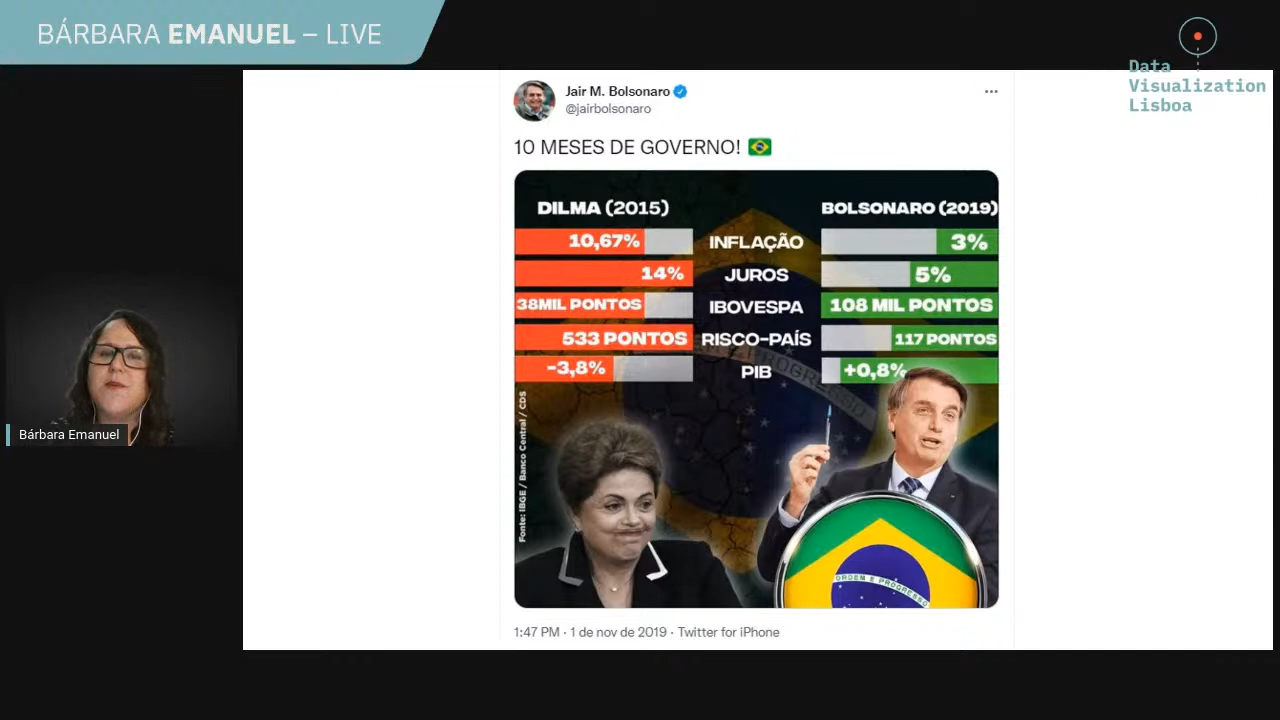 BÁRBARA EMANUEL – LIVE
Data
Visualization
Lisboa
Jair M. Bolsonaro
@jairbolsonaro
10 MESES DE GOVERNO!
DILMA (2015)
BOLSONARO (2019)
10,67% INFLAÇÃO 3%
14% JUROS 5%
38MIL PONTOS IBOVESPA 108 MIL PONTOS
533 PONTOS RISCO-PAÍS 117 PONTOS
-3,8% PIB +0,8%
Fonte: IBGE / Banco Central / CDS
ORDEM E PROGRESSO
Bárbara Emanuel
1:47 PM · 1 de nov de 2019 · Twitter for iPhone